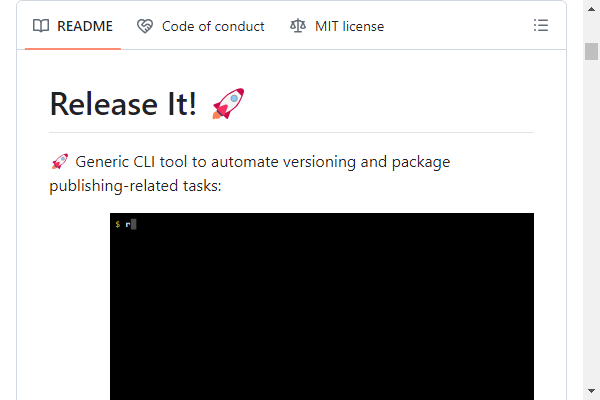 README Code of conduct MIT license
Release It! 🚀
🚀 Generic CLI tool to automate versioning and package
publishing-related tasks:
$ r